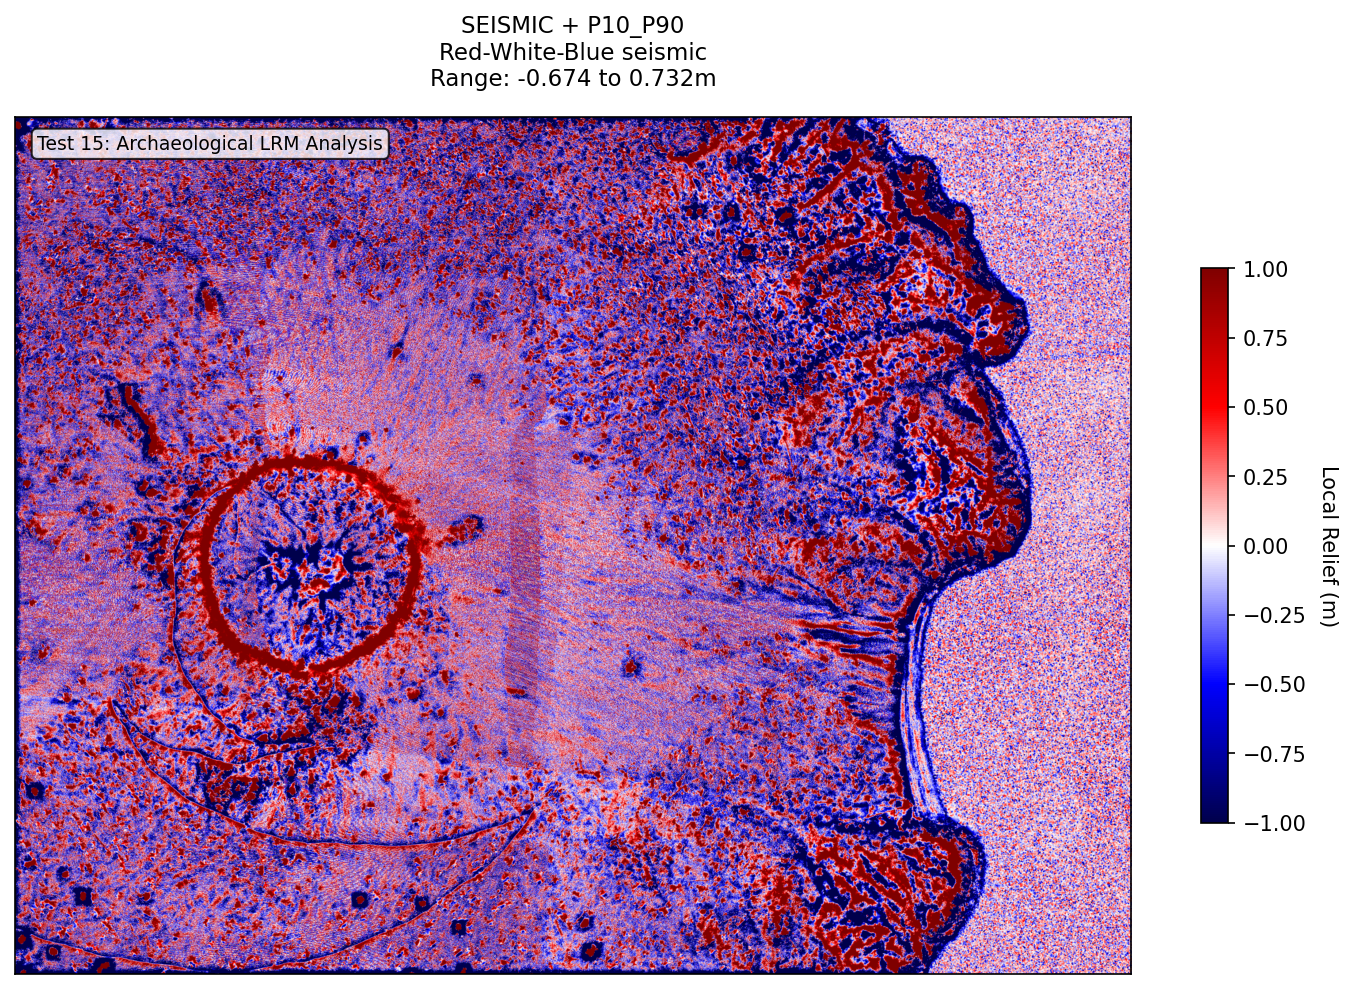 SEISMIC + P10_P90
Red-White-Blue seismic
Range: -0.674 to 0.732m
Test 15: Archaeological LRM Analysis
1.00
0.75
0.50
0.25
0.00
−0.25
−0.50
−0.75
−1.00
Local Relief (m)